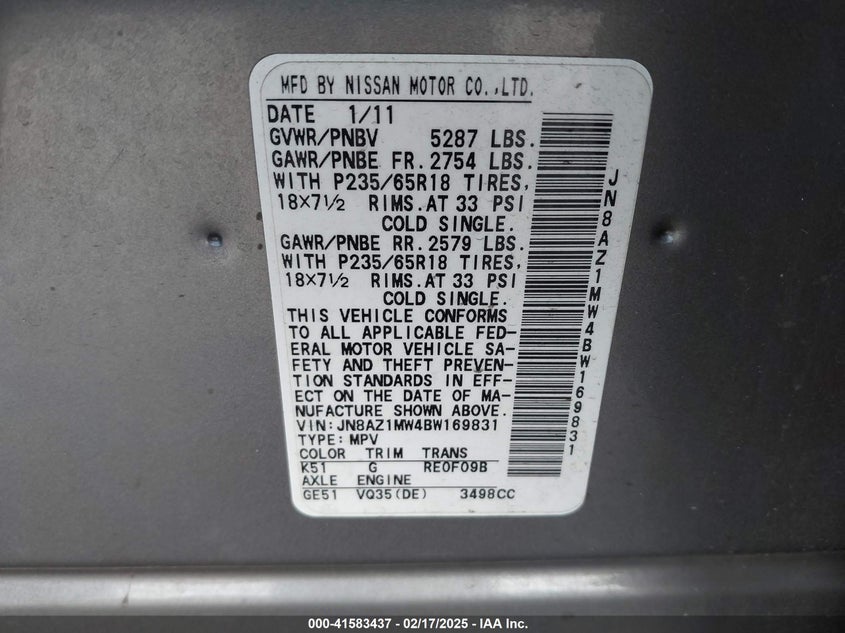 MFD BY NISSAN MOTOR CO.,LTD.
DATE 1/11
GVWR/PNBV 5287 LBS.
GAWR/PNBE FR. 2754 LBS.
WITH P235/65R18 TIRES,
18×7½ RIMS.AT 33 PSI
COLD SINGLE.
GAWR/PNBE RR. 2579 LBS.
WITH P235/65R18 TIRES,
18×7½ RIMS.AT 33 PSI
COLD SINGLE.
THIS VEHICLE CONFORMS
TO ALL APPLICABLE FED-
ERAL MOTOR VEHICLE SA-
FETY AND THEFT PREVEN-
TION STANDARDS IN EFF-
ECT ON THE DATE OF MA-
NUFACTURE SHOWN ABOVE.
VIN: JN8AZ1MW4BW169831
TYPE: MPV
COLOR TRIM TRANS
K51 G RE0F09B
AXLE ENGINE
GE51 VQ35(DE) 3498CC
JN8AZ1MW4BW169831
000-41583437 - 02/17/2025 - IAA Inc.